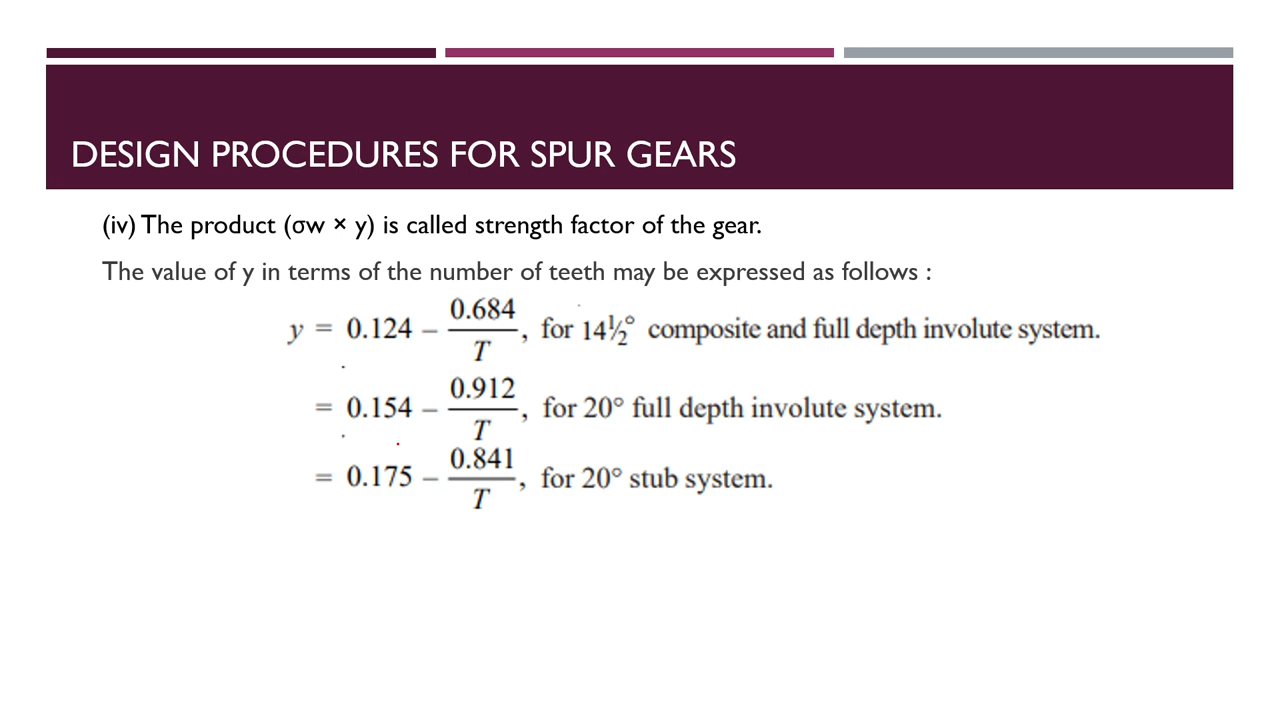 DESIGN PROCEDURES FOR SPUR GEARS
(iv) The product (σw × y) is called strength factor of the gear.
The value of y in terms of the number of teeth may be expressed as follows :
y = 0.124 – 0.684/T, for 14½° composite and full depth involute system.
= 0.154 – 0.912/T, for 20° full depth involute system.
= 0.175 – 0.841/T, for 20° stub system.